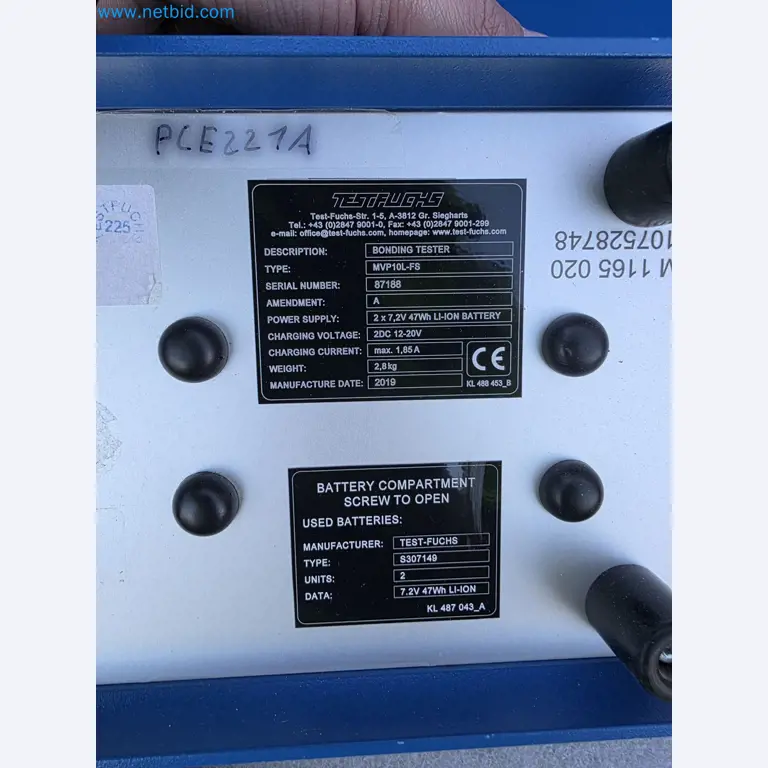 www.netbid.com
PCE221A
225
M 1165 020
107528748
TESTFUCHS
Test-Fuchs-Str. 1-5, A-3812 Gr. Siegharts
Tel.: +43 (0)2847 9001-0, Fax: +43 (0)2847 9001-299
e-mail: office@test-fuchs.com, homepage: www.test-fuchs.com
DESCRIPTION: BONDING TESTER
TYPE: MVP10L-FS
SERIAL NUMBER: 87188
AMENDMENT: A
POWER SUPPLY: 2 x 7,2V 47Wh LI-ION BATTERY
CHARGING VOLTAGE: 2DC 12-20V
CHARGING CURRENT: max. 1,85A
WEIGHT: 2,8kg
MANUFACTURE DATE: 2019
CE
KL 488 453_B
BATTERY COMPARTMENT
SCREW TO OPEN
USED BATTERIES:
MANUFACTURER: TEST-FUCHS
TYPE: S307149
UNITS: 2
DATA: 7.2V 47Wh LI-ION
KL 487 043_A